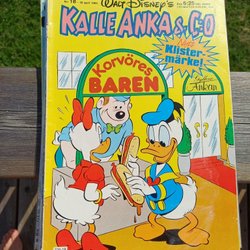 WALT DISNEY'S
KALLE ANKA & C:O
Klister-
märke!
Korvöres
BAREN
Ankan